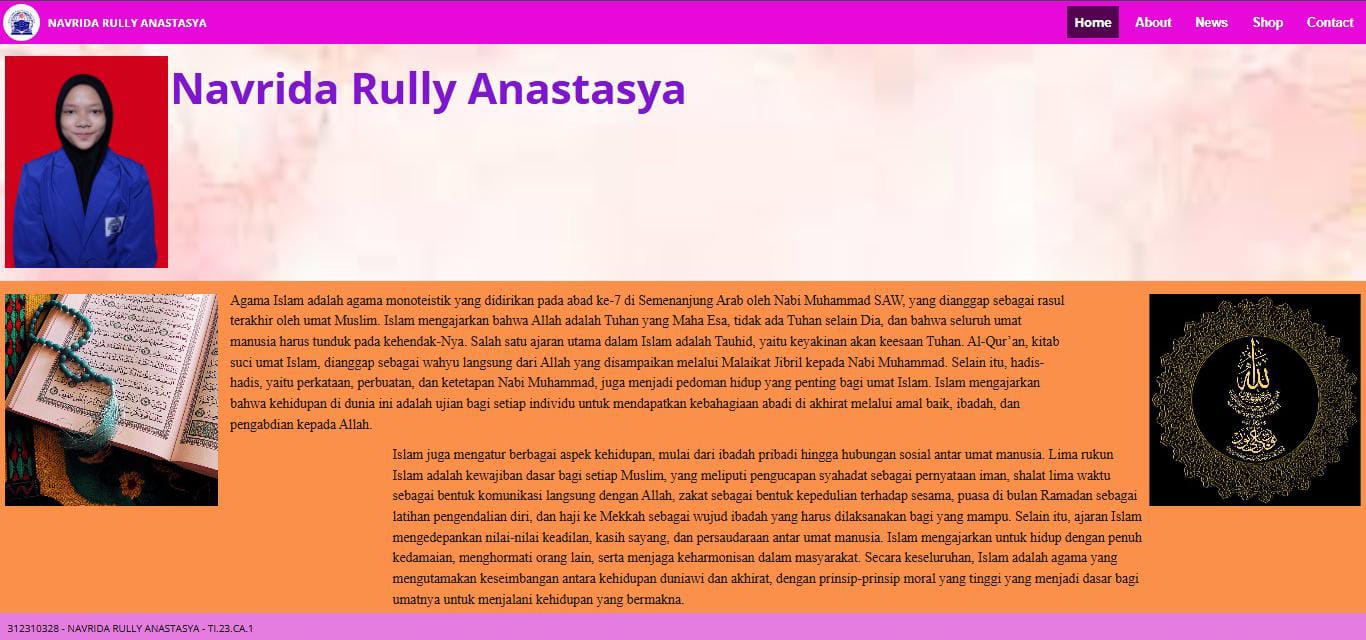 NAVRIDA RULLY ANASTASYA
Home
About
News
Shop
Contact
Navrida Rully Anastasya
Agama Islam adalah agama monoteistik yang didirikan pada abad ke-7 di Semenanjung Arab oleh Nabi Muhammad SAW, yang dianggap sebagai rasul
terakhir oleh umat Muslim. Islam mengajarkan bahwa Allah adalah Tuhan yang Maha Esa, tidak ada Tuhan selain Dia, dan bahwa seluruh umat
manusia harus tunduk pada kehendak-Nya. Salah satu ajaran utama dalam Islam adalah Tauhid, yaitu keyakinan akan keesaan Tuhan. Al-Qur’an, kitab
suci umat Islam, dianggap sebagai wahyu langsung dari Allah yang disampaikan melalui Malaikat Jibril kepada Nabi Muhammad. Selain itu, hadis-
hadis, yaitu perkataan, perbuatan, dan ketetapan Nabi Muhammad, juga menjadi pedoman hidup yang penting bagi umat Islam. Islam mengajarkan
bahwa kehidupan di dunia ini adalah ujian bagi setiap individu untuk mendapatkan kebahagiaan abadi di akhirat melalui amal baik, ibadah, dan
pengabdian kepada Allah.
Islam juga mengatur berbagai aspek kehidupan, mulai dari ibadah pribadi hingga hubungan sosial antar umat manusia. Lima rukun
Islam adalah kewajiban dasar bagi setiap Muslim, yang meliputi pengucapan syahadat sebagai pernyataan iman, shalat lima waktu
sebagai bentuk komunikasi langsung dengan Allah, zakat sebagai bentuk kepedulian terhadap sesama, puasa di bulan Ramadan sebagai
latihan pengendalian diri, dan haji ke Mekkah sebagai wujud ibadah yang harus dilaksanakan bagi yang mampu. Selain itu, ajaran Islam
mengedepankan nilai-nilai keadilan, kasih sayang, dan persaudaraan antar umat manusia. Islam mengajarkan untuk hidup dengan penuh
kedamaian, menghormati orang lain, serta menjaga keharmonisan dalam masyarakat. Secara keseluruhan, Islam adalah agama yang
mengutamakan keseimbangan antara kehidupan duniawi dan akhirat, dengan prinsip-prinsip moral yang tinggi yang menjadi dasar bagi
umatnya untuk menjalani kehidupan yang bermakna.
312310328 - NAVRIDA RULLY ANASTASYA - TI.23.CA.1